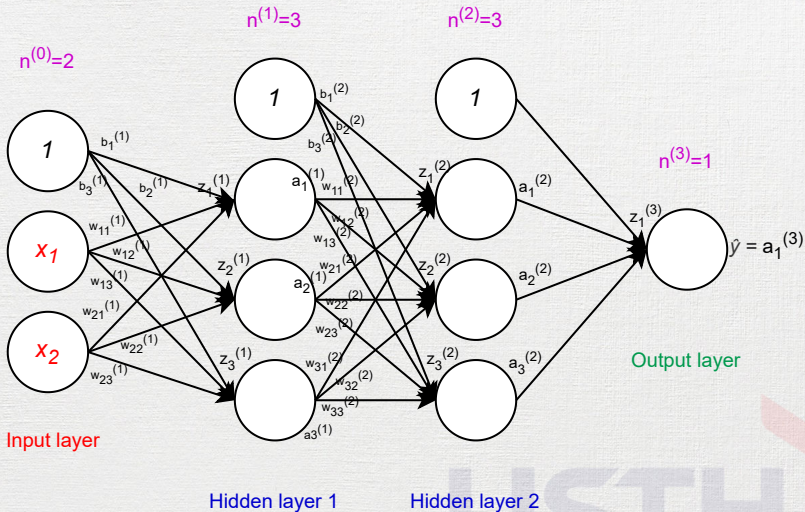 n(1)=3
n(2)=3
n(0)=2
1
1
1
b1(2)
b2(2)
b3(2)
b1(1)
b2(1)
b3(1)
n(3)=1
z1(1)
a1(1)
w11(2)
w12(2)
w13(2)
z1(2)
a1(2)
z1(3)
x1
w11(1)
w12(1)
w13(1)
z2(1)
a2(1)
w21(2)
w22(2)
w23(2)
z2(2)
a2(2)
ŷ = a1(3)
x2
w21(1)
w22(1)
w23(1)
z3(1)
a3(1)
w31(2)
w32(2)
w33(2)
z3(2)
a3(2)
Output layer
Input layer
Hidden layer 1
Hidden layer 2
USTH